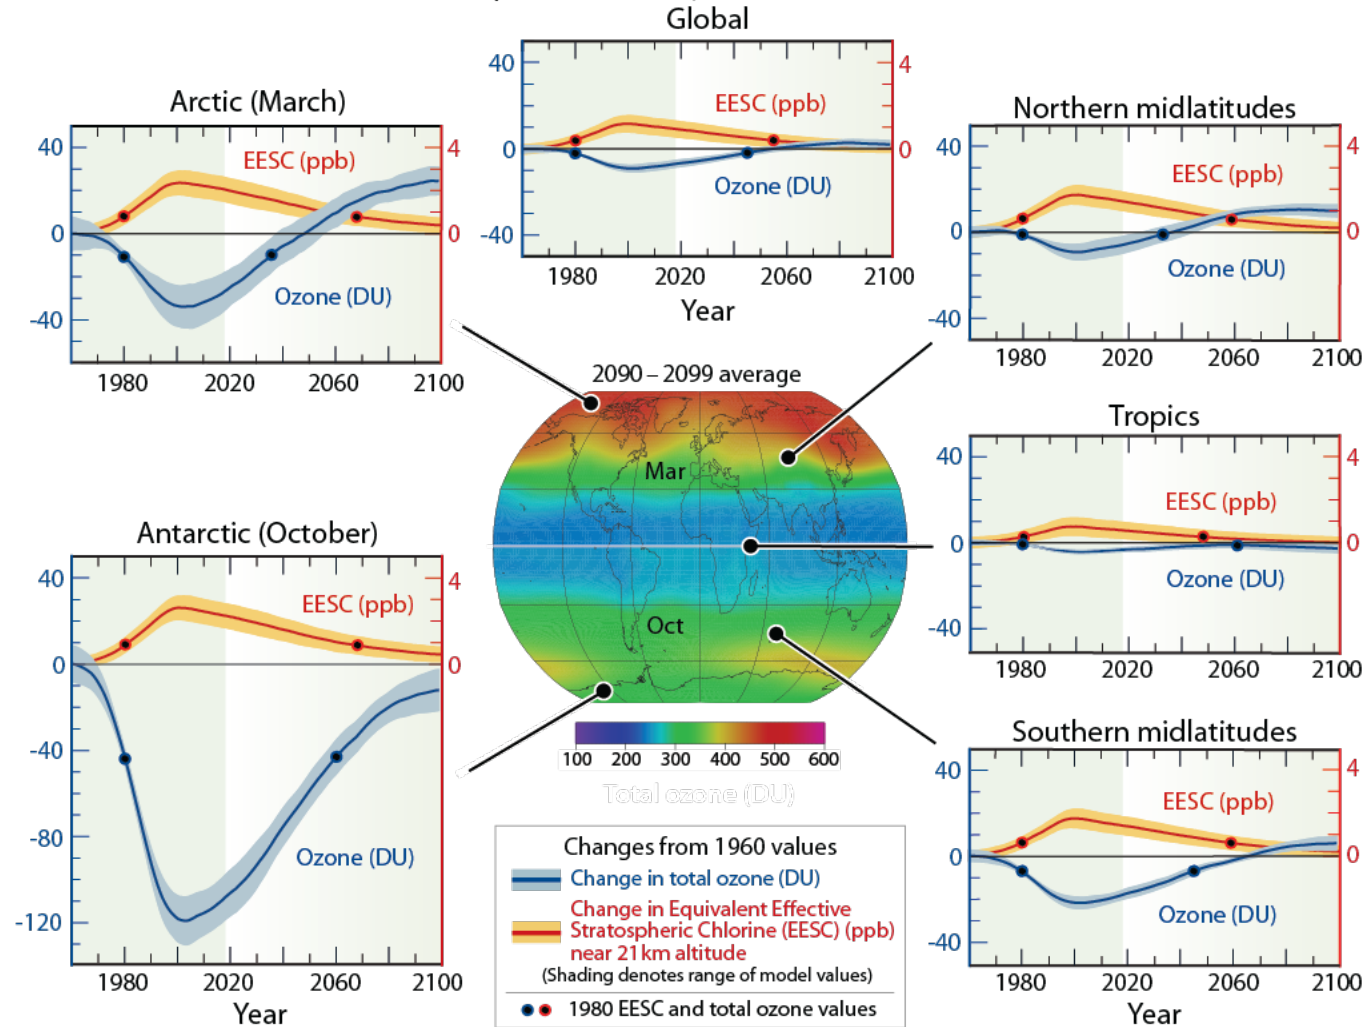 Global
40
0
-40
4
0
EESC (ppb)
Ozone (DU)
1980 2020 2060 2100
Year
Arctic (March)
40
0
-40
4
0
EESC (ppb)
Ozone (DU)
1980 2020 2060 2100
Northern midlatitudes
40
0
-40
4
2
0
EESC (ppb)
Ozone (DU)
1980 2020 2060 2100
2090 – 2099 average
Mar
Oct
100 200 300 400 500 600
Total ozone (DU)
Tropics
40
0
-40
4
2
0
EESC (ppb)
Ozone (DU)
1980 2020 2060 2100
Antarctic (October)
40
0
-40
-80
-120
4
0
EESC (ppb)
Ozone (DU)
1980 2020 2060 2100
Year
Southern midlatitudes
40
0
-40
4
2
0
EESC (ppb)
Ozone (DU)
1980 2020 2060 2100
Year
Changes from 1960 values
Change in total ozone (DU)
Change in Equivalent Effective
Stratospheric Chlorine (EESC) (ppb)
near 21 km altitude
(Shading denotes range of model values)
1980 EESC and total ozone values